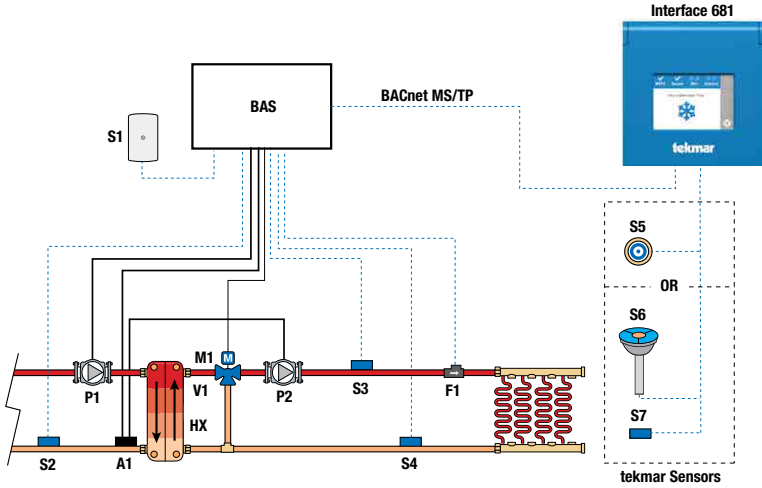 Interface 681
BAS
BACnet MS/TP
S1
tekmar
S5
OR
S6
M1
M
P1
V1
P2
S3
F1
HX
S7
S2
A1
S4
tekmar Sensors